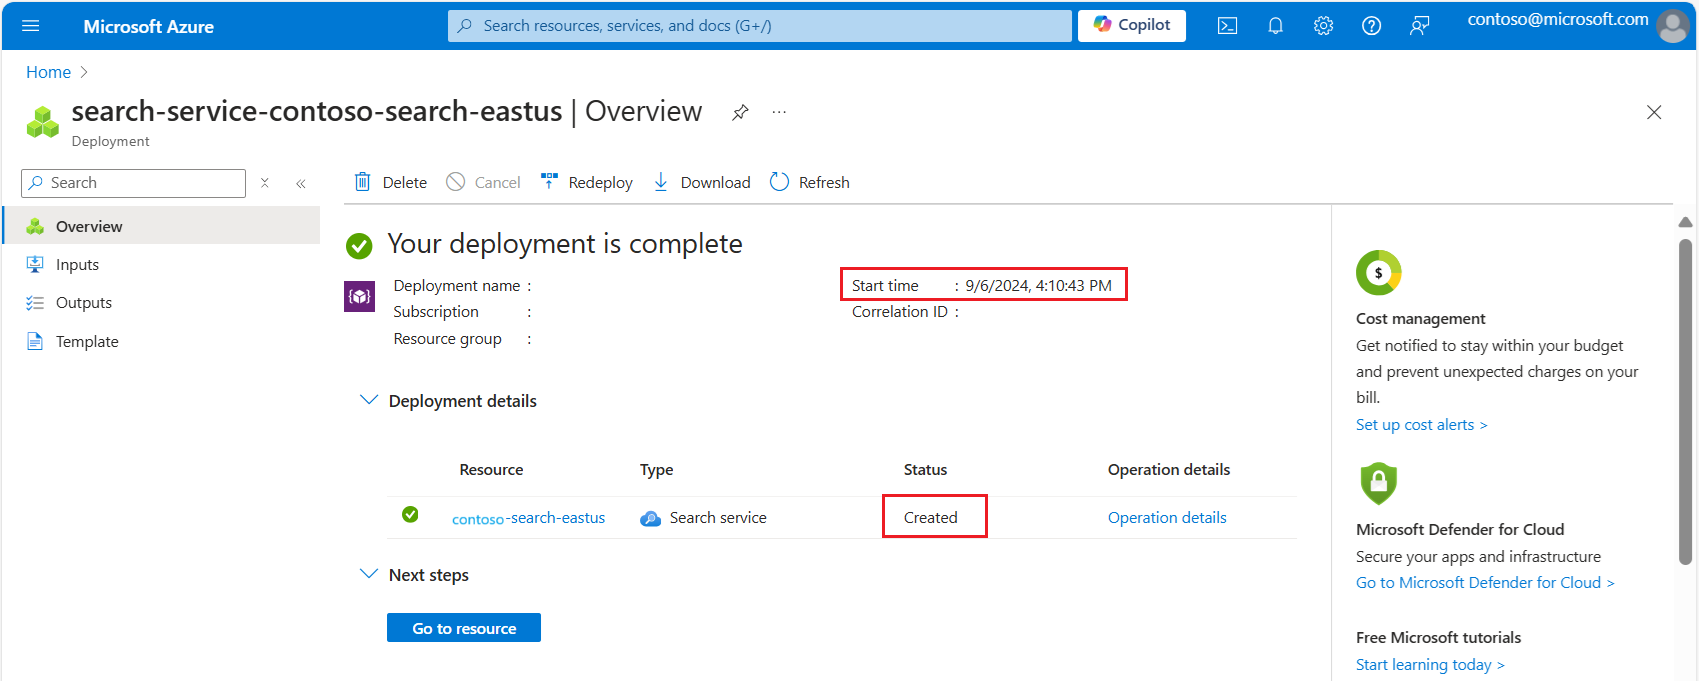 Microsoft Azure
Search resources, services, and docs (G+/)
Copilot
contoso@microsoft.com
Home
search-service-contoso-search-eastus | Overview
Deployment
Search
Delete
Cancel
Redeploy
Download
Refresh
Overview
Inputs
Outputs
Template
Your deployment is complete
Deployment name :
Subscription :
Resource group :
Start time : 9/6/2024, 4:10:43 PM
Correlation ID :
Deployment details
Resource Type Status Operation details
contoso-search-eastus Search service Created Operation details
Next steps
Go to resource
$
Cost management
Get notified to stay within your budget
and prevent unexpected charges on your
bill.
Set up cost alerts >
Microsoft Defender for Cloud
Secure your apps and infrastructure
Go to Microsoft Defender for Cloud >
Free Microsoft tutorials
Start learning today >